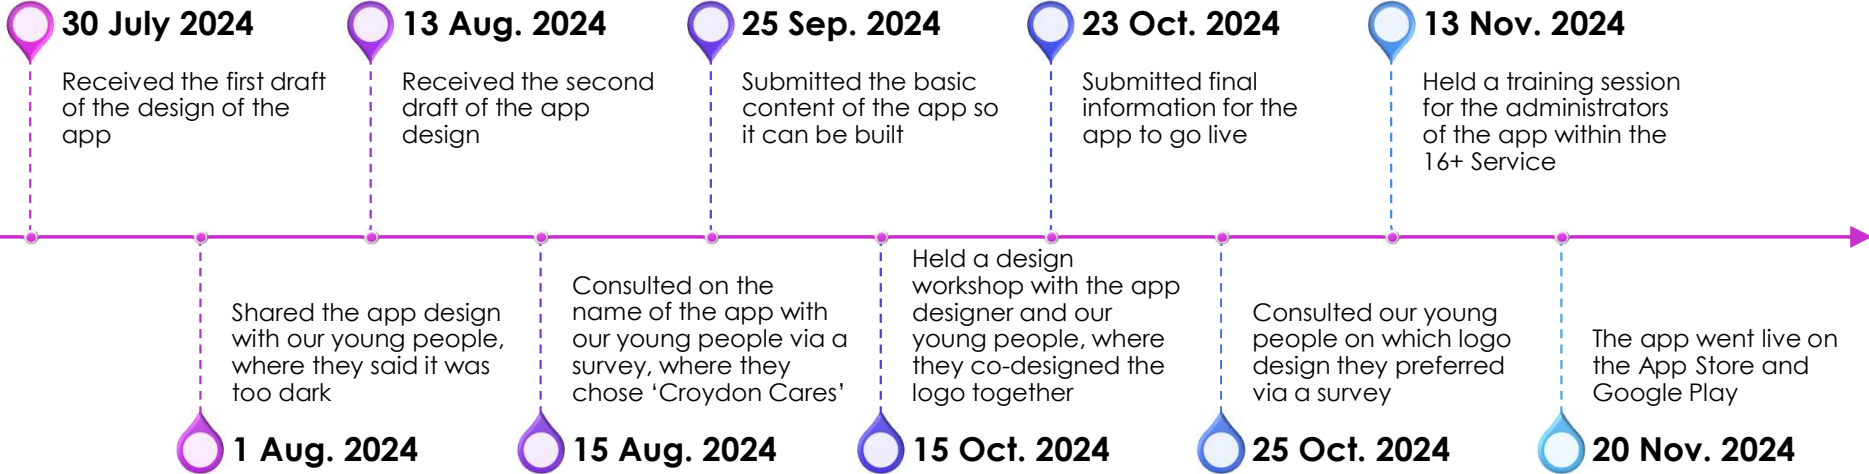 30 July 2024
Received the first draft
of the design of the
app
13 Aug. 2024
Received the second
draft of the app
design
25 Sep. 2024
Submitted the basic
content of the app so
it can be built
23 Oct. 2024
Submitted final
information for the
app to go live
13 Nov. 2024
Held a training session
for the administrators
of the app within the
16+ Service
Shared the app design
with our young people,
where they said it was
too dark
1 Aug. 2024
Consulted on the
name of the app with
our young people via a
survey, where they
chose ‘Croydon Cares’
15 Aug. 2024
Held a design
workshop with the app
designer and our
young people, where
they co-designed the
logo together
15 Oct. 2024
Consulted our young
people on which logo
design they preferred
via a survey
25 Oct. 2024
The app went live on
the App Store and
Google Play
20 Nov. 2024